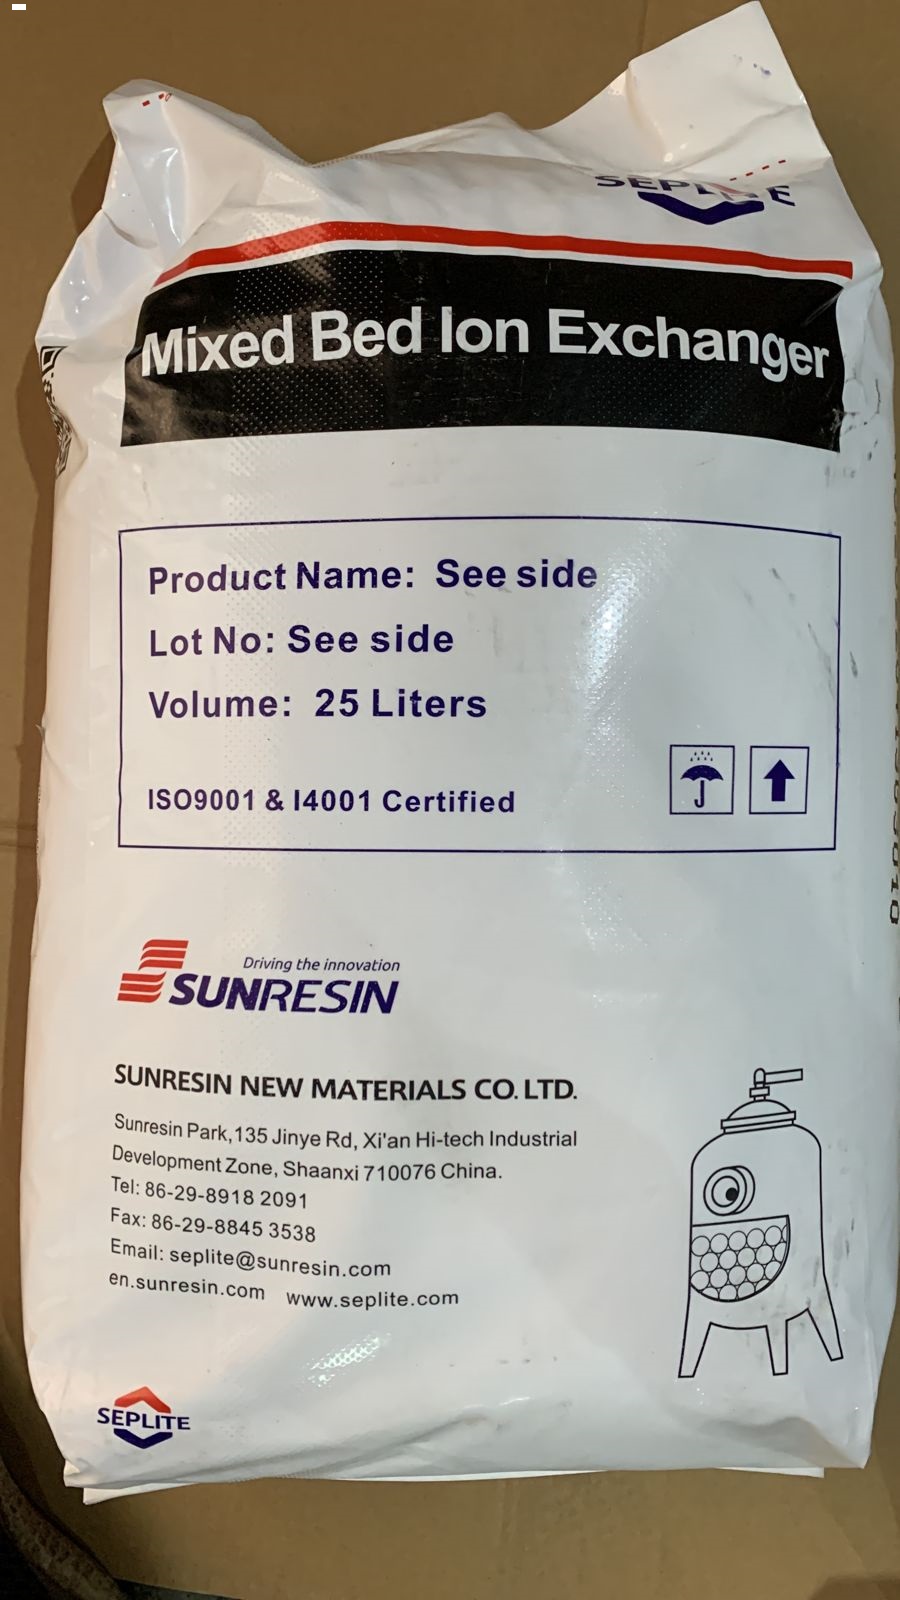 SEPLITE
Mixed Bed Ion Exchanger
Product Name: See side
Lot No: See side
Volume: 25 Liters
ISO9001 & I4001 Certified
Driving the innovation
SUNRESIN
SUNRESIN NEW MATERIALS CO. LTD.
Sunresin Park,135 Jinye Rd, Xi'an Hi-tech Industrial
Development Zone, Shaanxi 710076 China.
Tel: 86-29-8918 2091
Fax: 86-29-8845 3538
Email: seplite@sunresin.com
en.sunresin.com www.seplite.com
SEPLITE